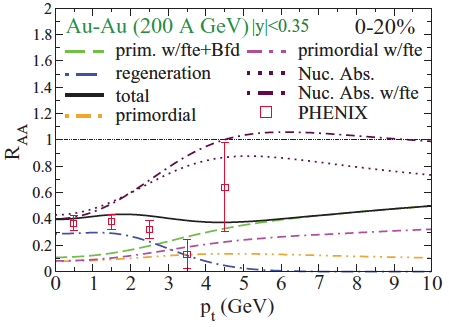 2
Au-Au (200 A GeV) |y|<0.35 0-20%
1.8
prim. w/fte+Bfd primordial w/fte
1.6
regeneration Nuc. Abs.
1.4
total Nuc. Abs. w/fte
1.2
primordial PHENIX
1
R_AA
0.8
0.6
0.4
0.2
0
0 1 2 3 4 5 6 7 8 9 10
p_t (GeV)